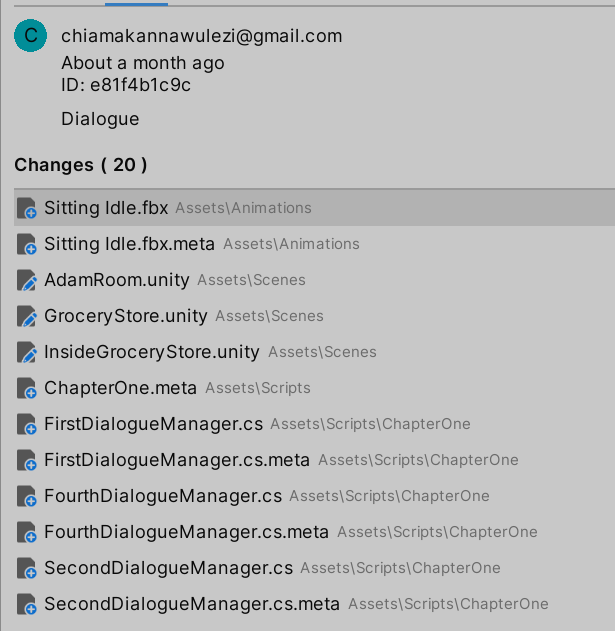 C
chiamakannawulezi@gmail.com
About a month ago
ID: e81f4b1c9c
Dialogue
Changes ( 20 )
Sitting Idle.fbx Assets\Animations
Sitting Idle.fbx.meta Assets\Animations
AdamRoom.unity Assets\Scenes
GroceryStore.unity Assets\Scenes
InsideGroceryStore.unity Assets\Scenes
ChapterOne.meta Assets\Scripts
FirstDialogueManager.cs Assets\Scripts\ChapterOne
FirstDialogueManager.cs.meta Assets\Scripts\ChapterOne
FourthDialogueManager.cs Assets\Scripts\ChapterOne
FourthDialogueManager.cs.meta Assets\Scripts\ChapterOne
SecondDialogueManager.cs Assets\Scripts\ChapterOne
SecondDialogueManager.cs.meta Assets\Scripts\ChapterOne